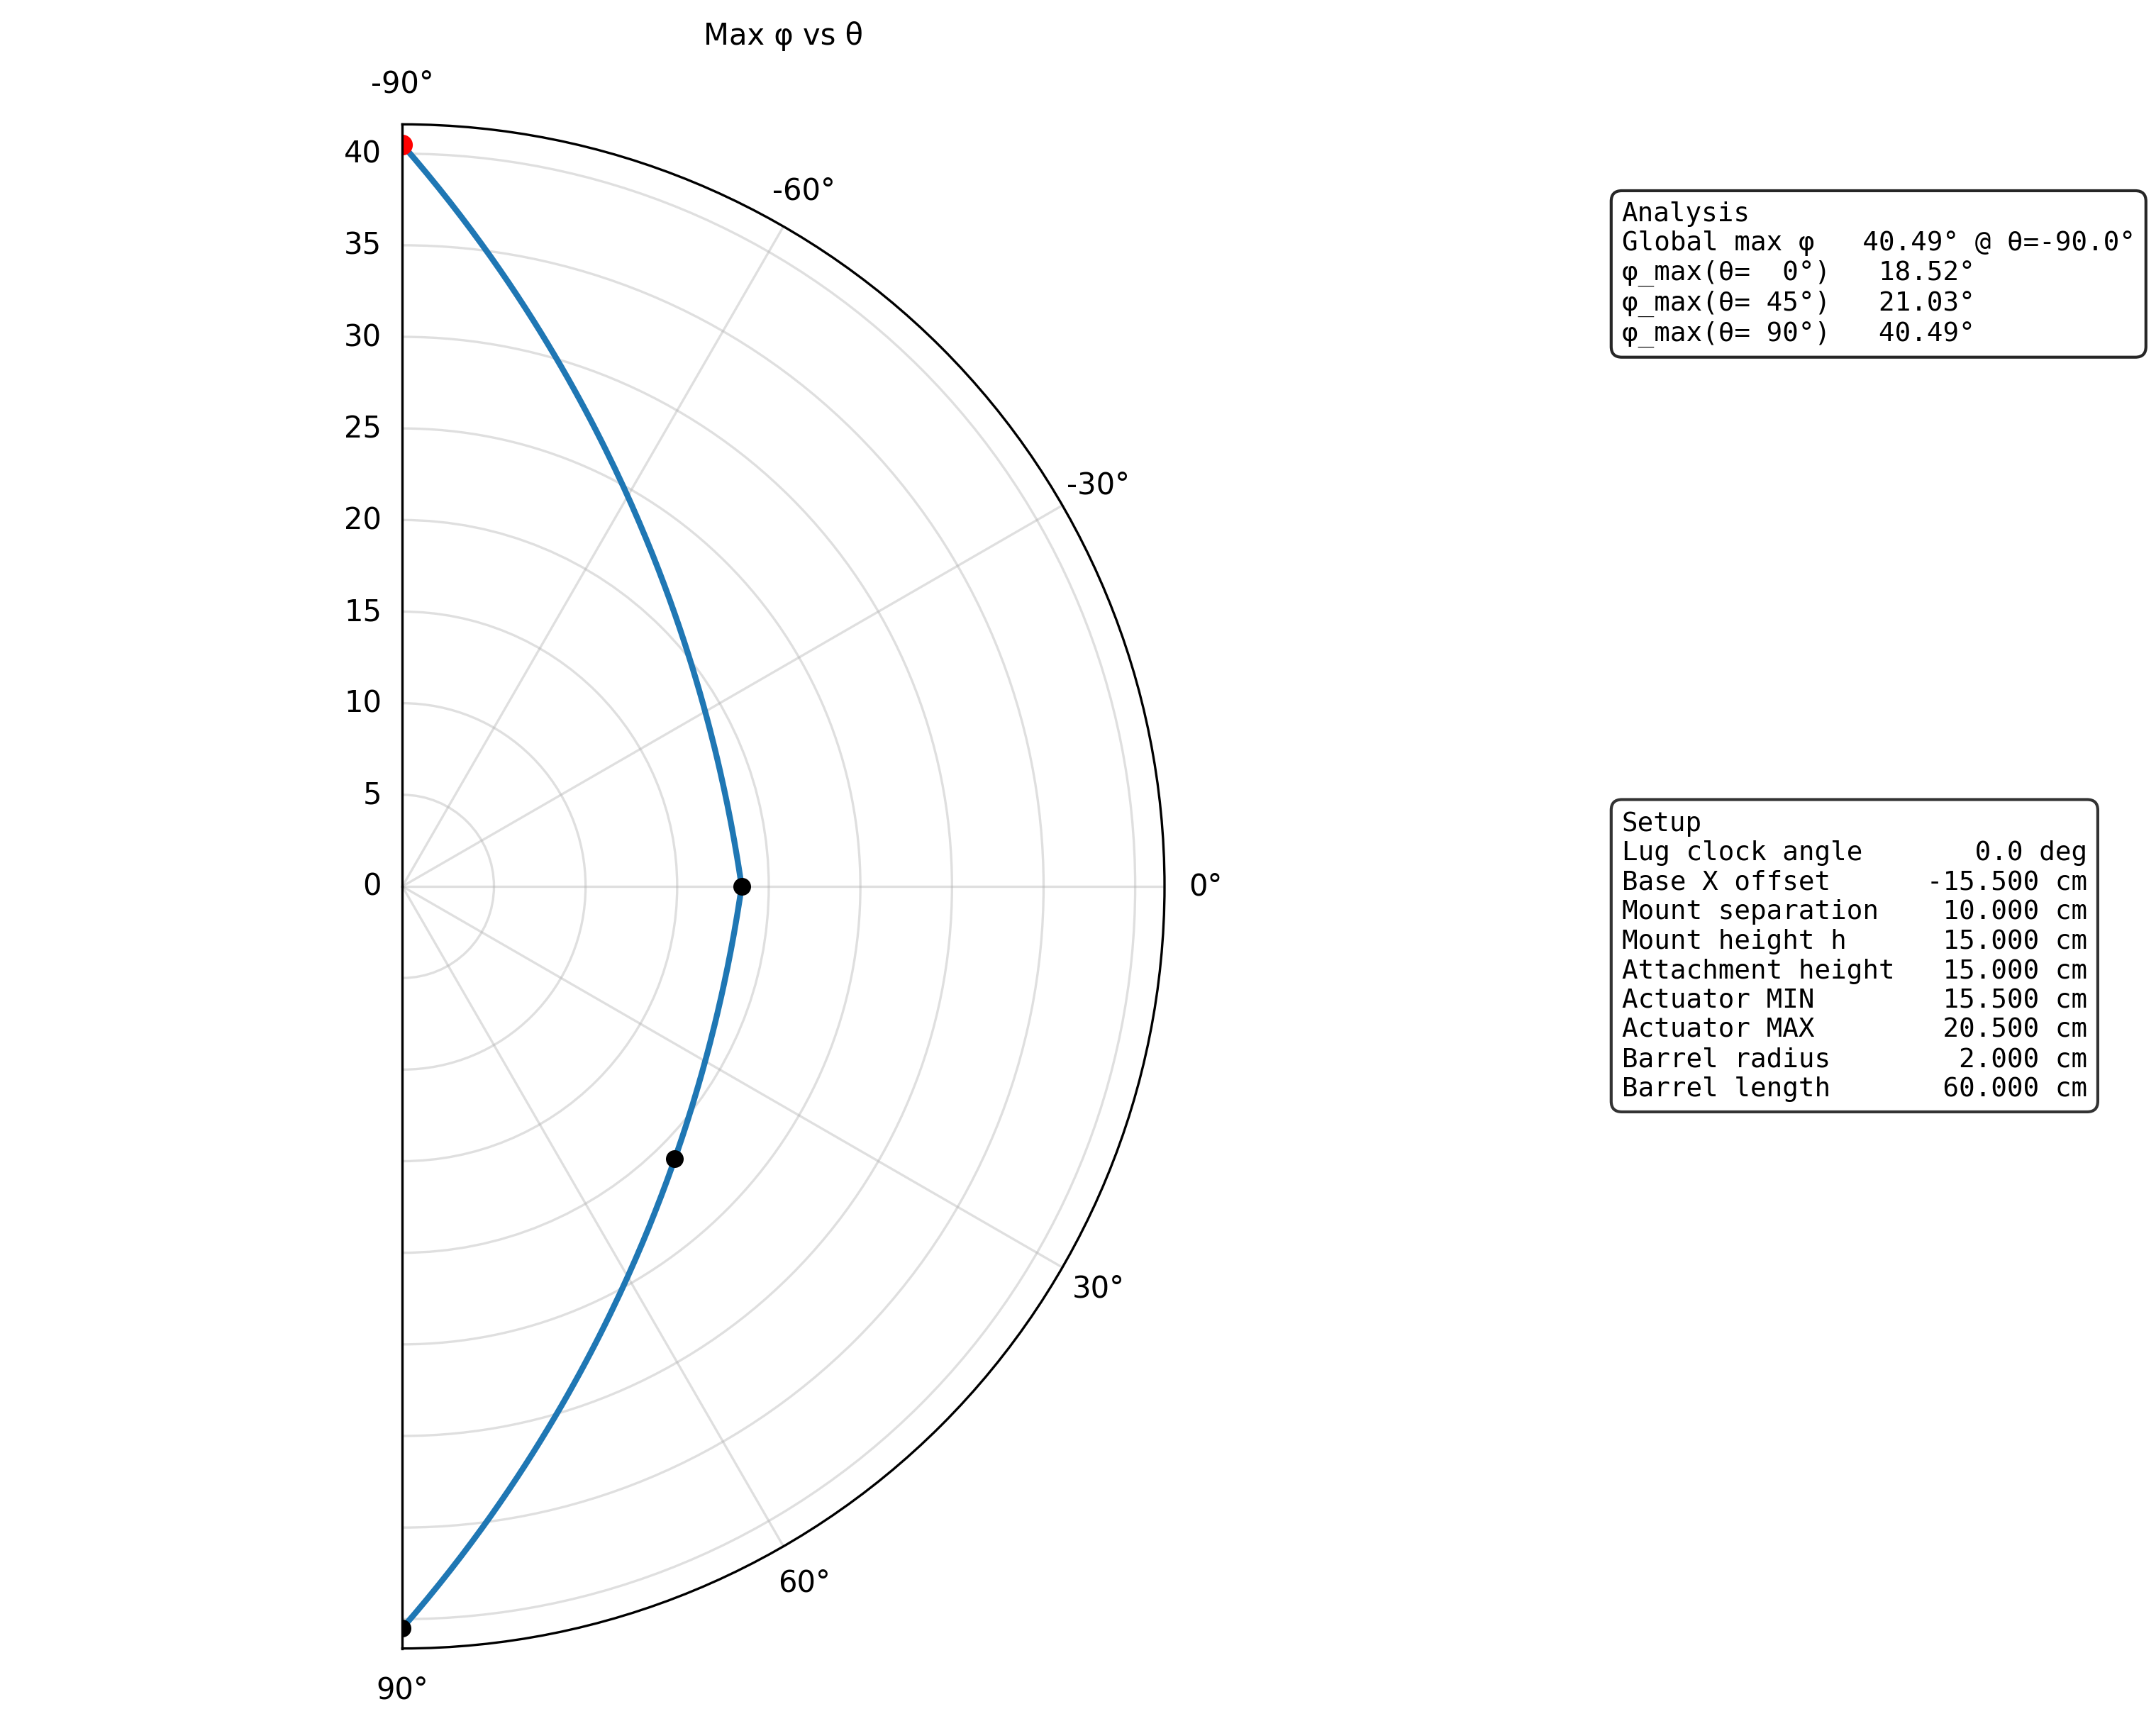 Max φ vs θ
-90°
40
35
30
25
20
15
10
5
0
-60°
-30°
0°
30°
60°
90°
Analysis
Global max φ   40.49° @ θ=-90.0°
φ_max(θ=  0°)   18.52°
φ_max(θ= 45°)   21.03°
φ_max(θ= 90°)   40.49°
Setup
Lug clock angle       0.0 deg
Base X offset      -15.500 cm
Mount separation    10.000 cm
Mount height h      15.000 cm
Attachment height   15.000 cm
Actuator MIN        15.500 cm
Actuator MAX        20.500 cm
Barrel radius        2.000 cm
Barrel length       60.000 cm